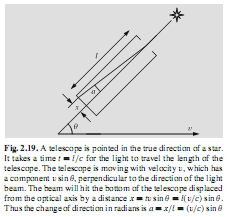 l
α
x
θ
v
Fig. 2.19. A telescope is pointed in the true direction of a star.
It takes a time t = l/c for the light to travel the length of the
telescope. The telescope is moving with velocity v, which has
a component v sin θ, perpendicular to the direction of the light
beam. The beam will hit the bottom of the telescope displaced
from the optical axis by a distance x = tv sin θ = l(v/c) sin θ.
Thus the change of direction in radians is a = x/l = (v/c) sin θ